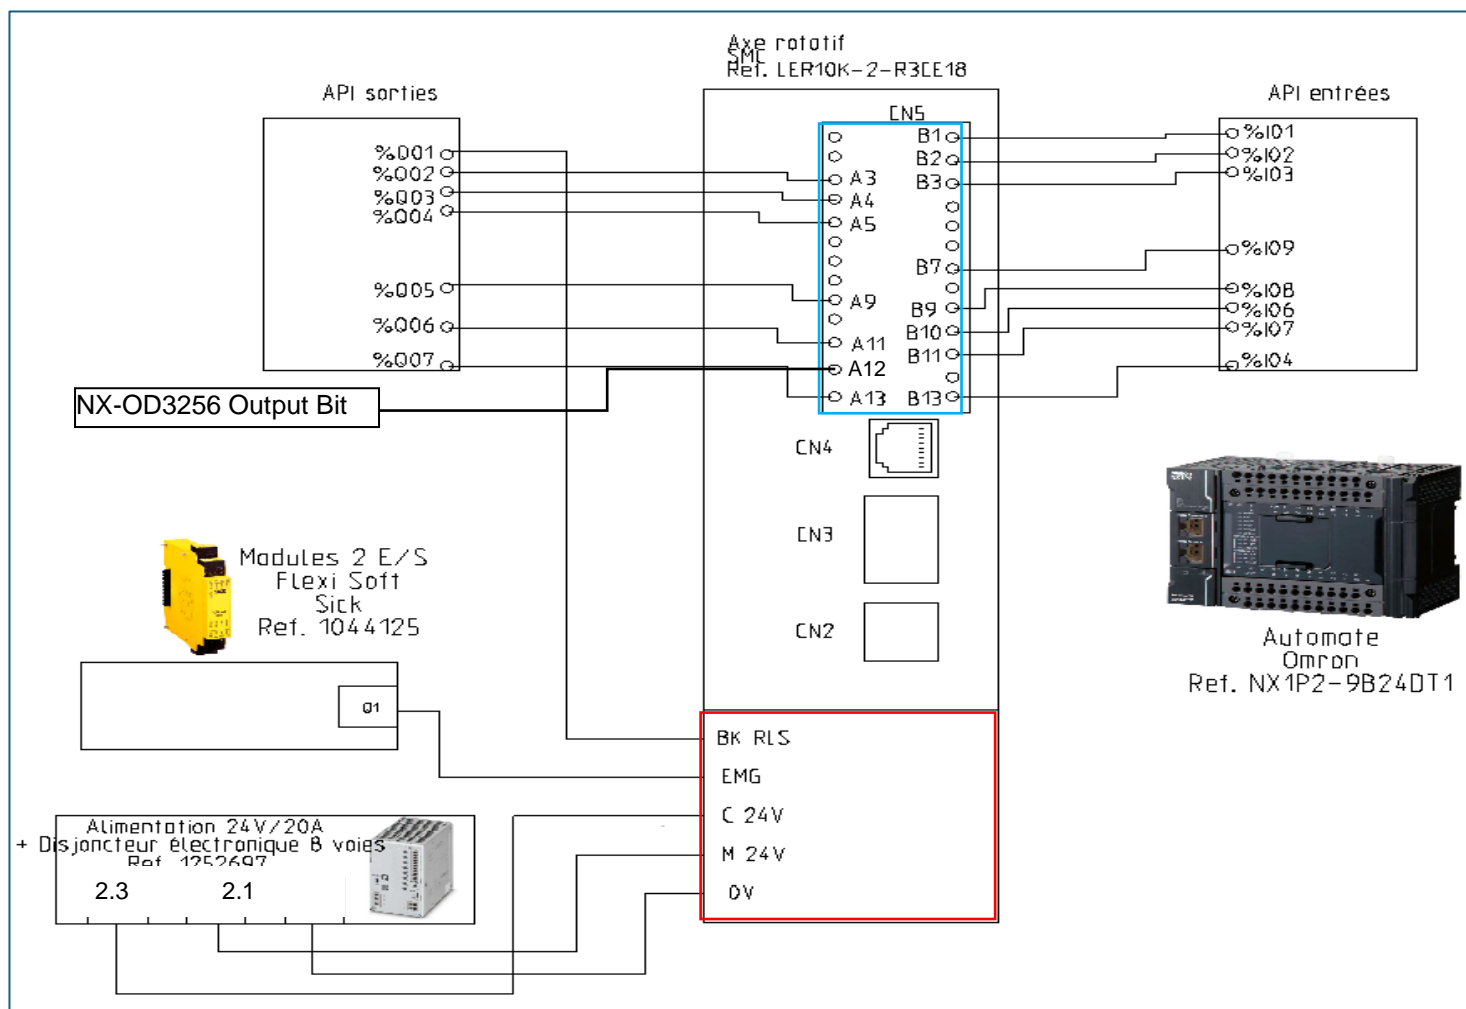 Axe rotatif
SMC
Ref. LER10K-2-R3CE18
API sorties
API entrées
CN5
%Q01
%Q02
%Q03
%Q04
%Q05
%Q06
%Q07
A3
A4
A5
A9
A11
A12
A13
B1
B2
B3
B7
B9
B10
B11
B13
%I01
%I02
%I03
%I09
%I08
%I06
%I07
%I04
NX-OD3256 Output Bit
CN4
CN3
CN2
Modules 2 E/S
Flexi Soft
Sick
Ref. 1044125
Q1
Automate
Omron
Ref. NX1P2-9B24DT1
BK RLS
EMG
C 24V
M 24V
0V
Alimentation 24V/20A
+ Disjoncteur électronique 8 voies
Ref. 1252697
2.3
2.1